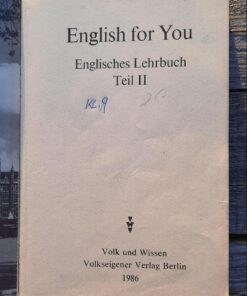 English for You
Englisches Lehrbuch
Teil II
Kl. 9
Volk und Wissen
Volkseigener Verlag Berlin
1986